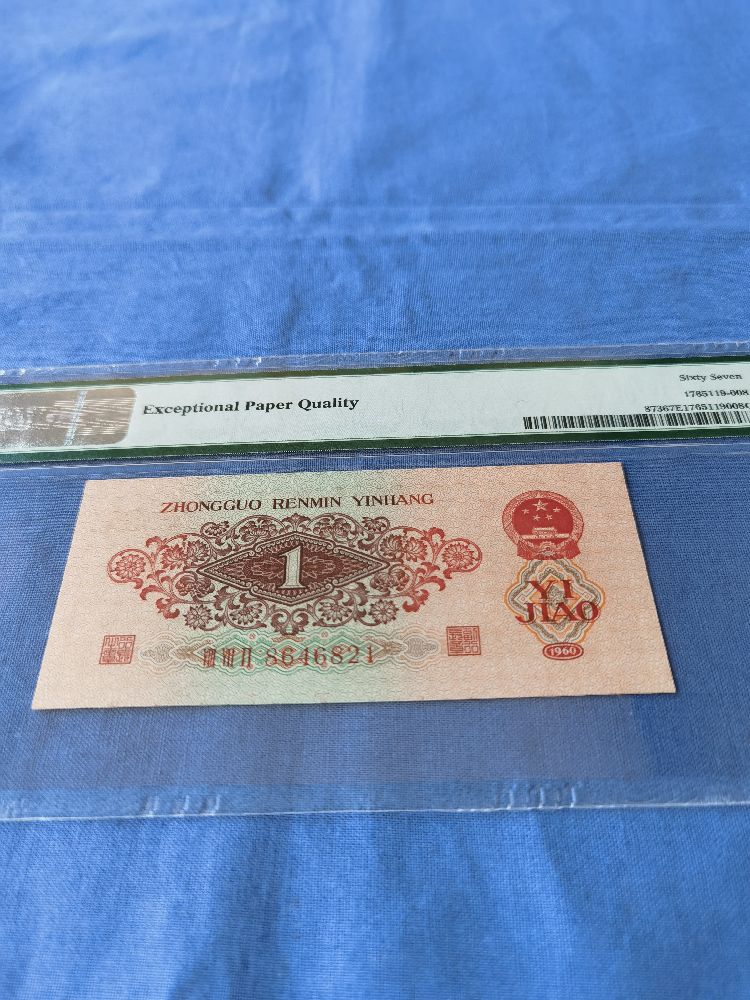 Exceptional Paper Quality
Sixty Seven
1765119-008
ZHONGGUO RENMIN YINHANG
1
YI
JIAO
8646821
1960